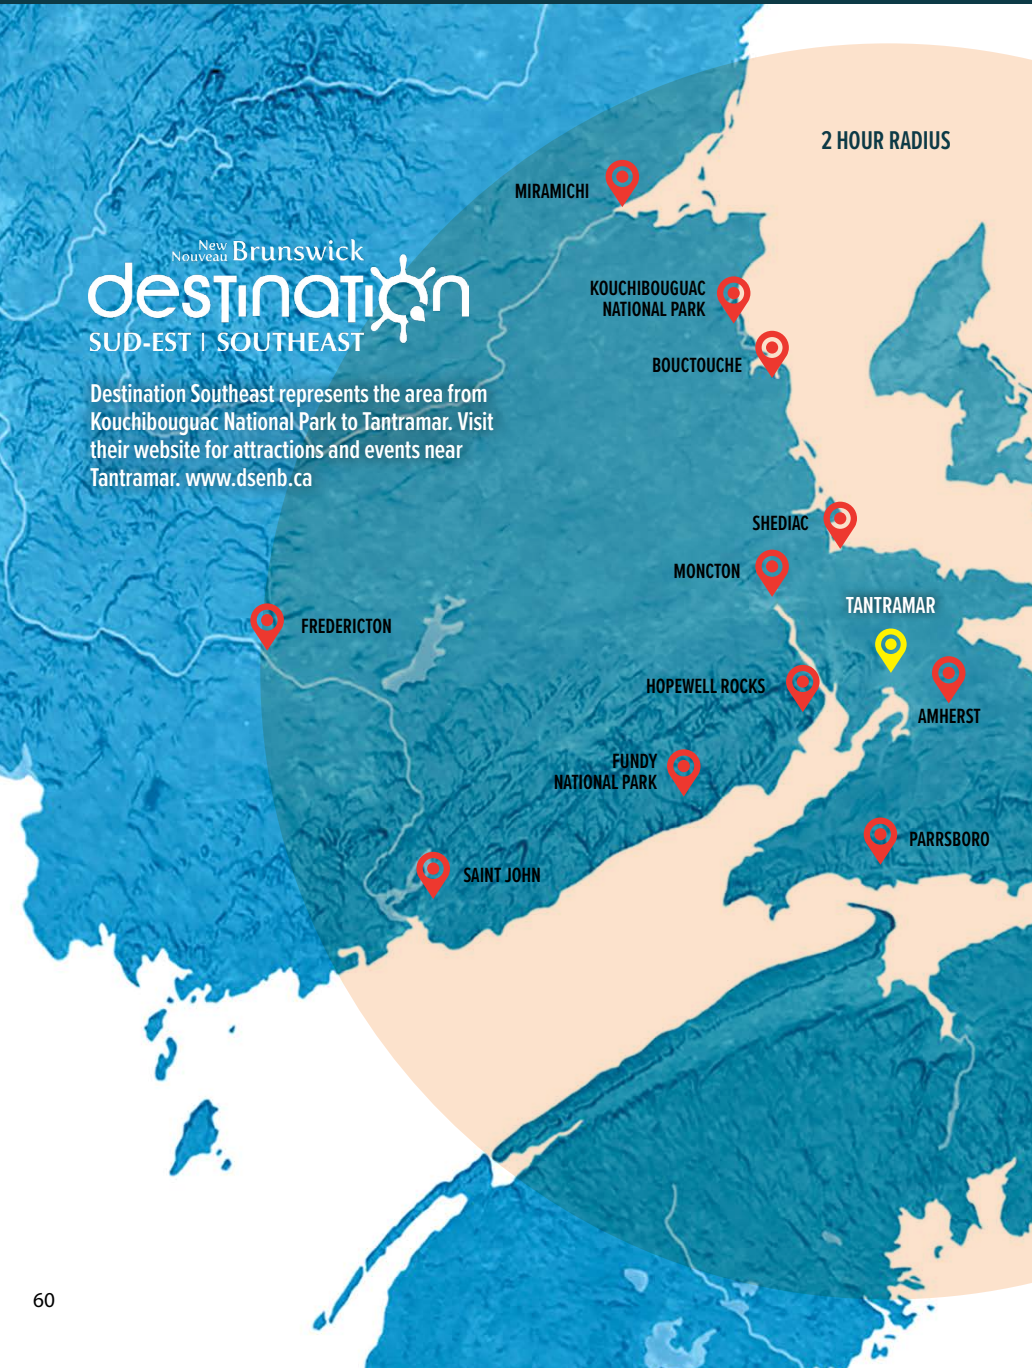 2 HOUR RADIUS
MIRAMICHI
New
Nouveau Brunswick
destination
SUD-EST | SOUTHEAST
KOUCHIBOUGUAC
NATIONAL PARK
BOUCTOUCHE
Destination Southeast represents the area from
Kouchibouguac National Park to Tantramar. Visit
their website for attractions and events near
Tantramar. www.dsenb.ca
SHEDIAC
MONCTON
TANTRAMAR
FREDERICTON
HOPEWELL ROCKS
AMHERST
FUNDY
NATIONAL PARK
PARRSBORO
SAINT JOHN
60